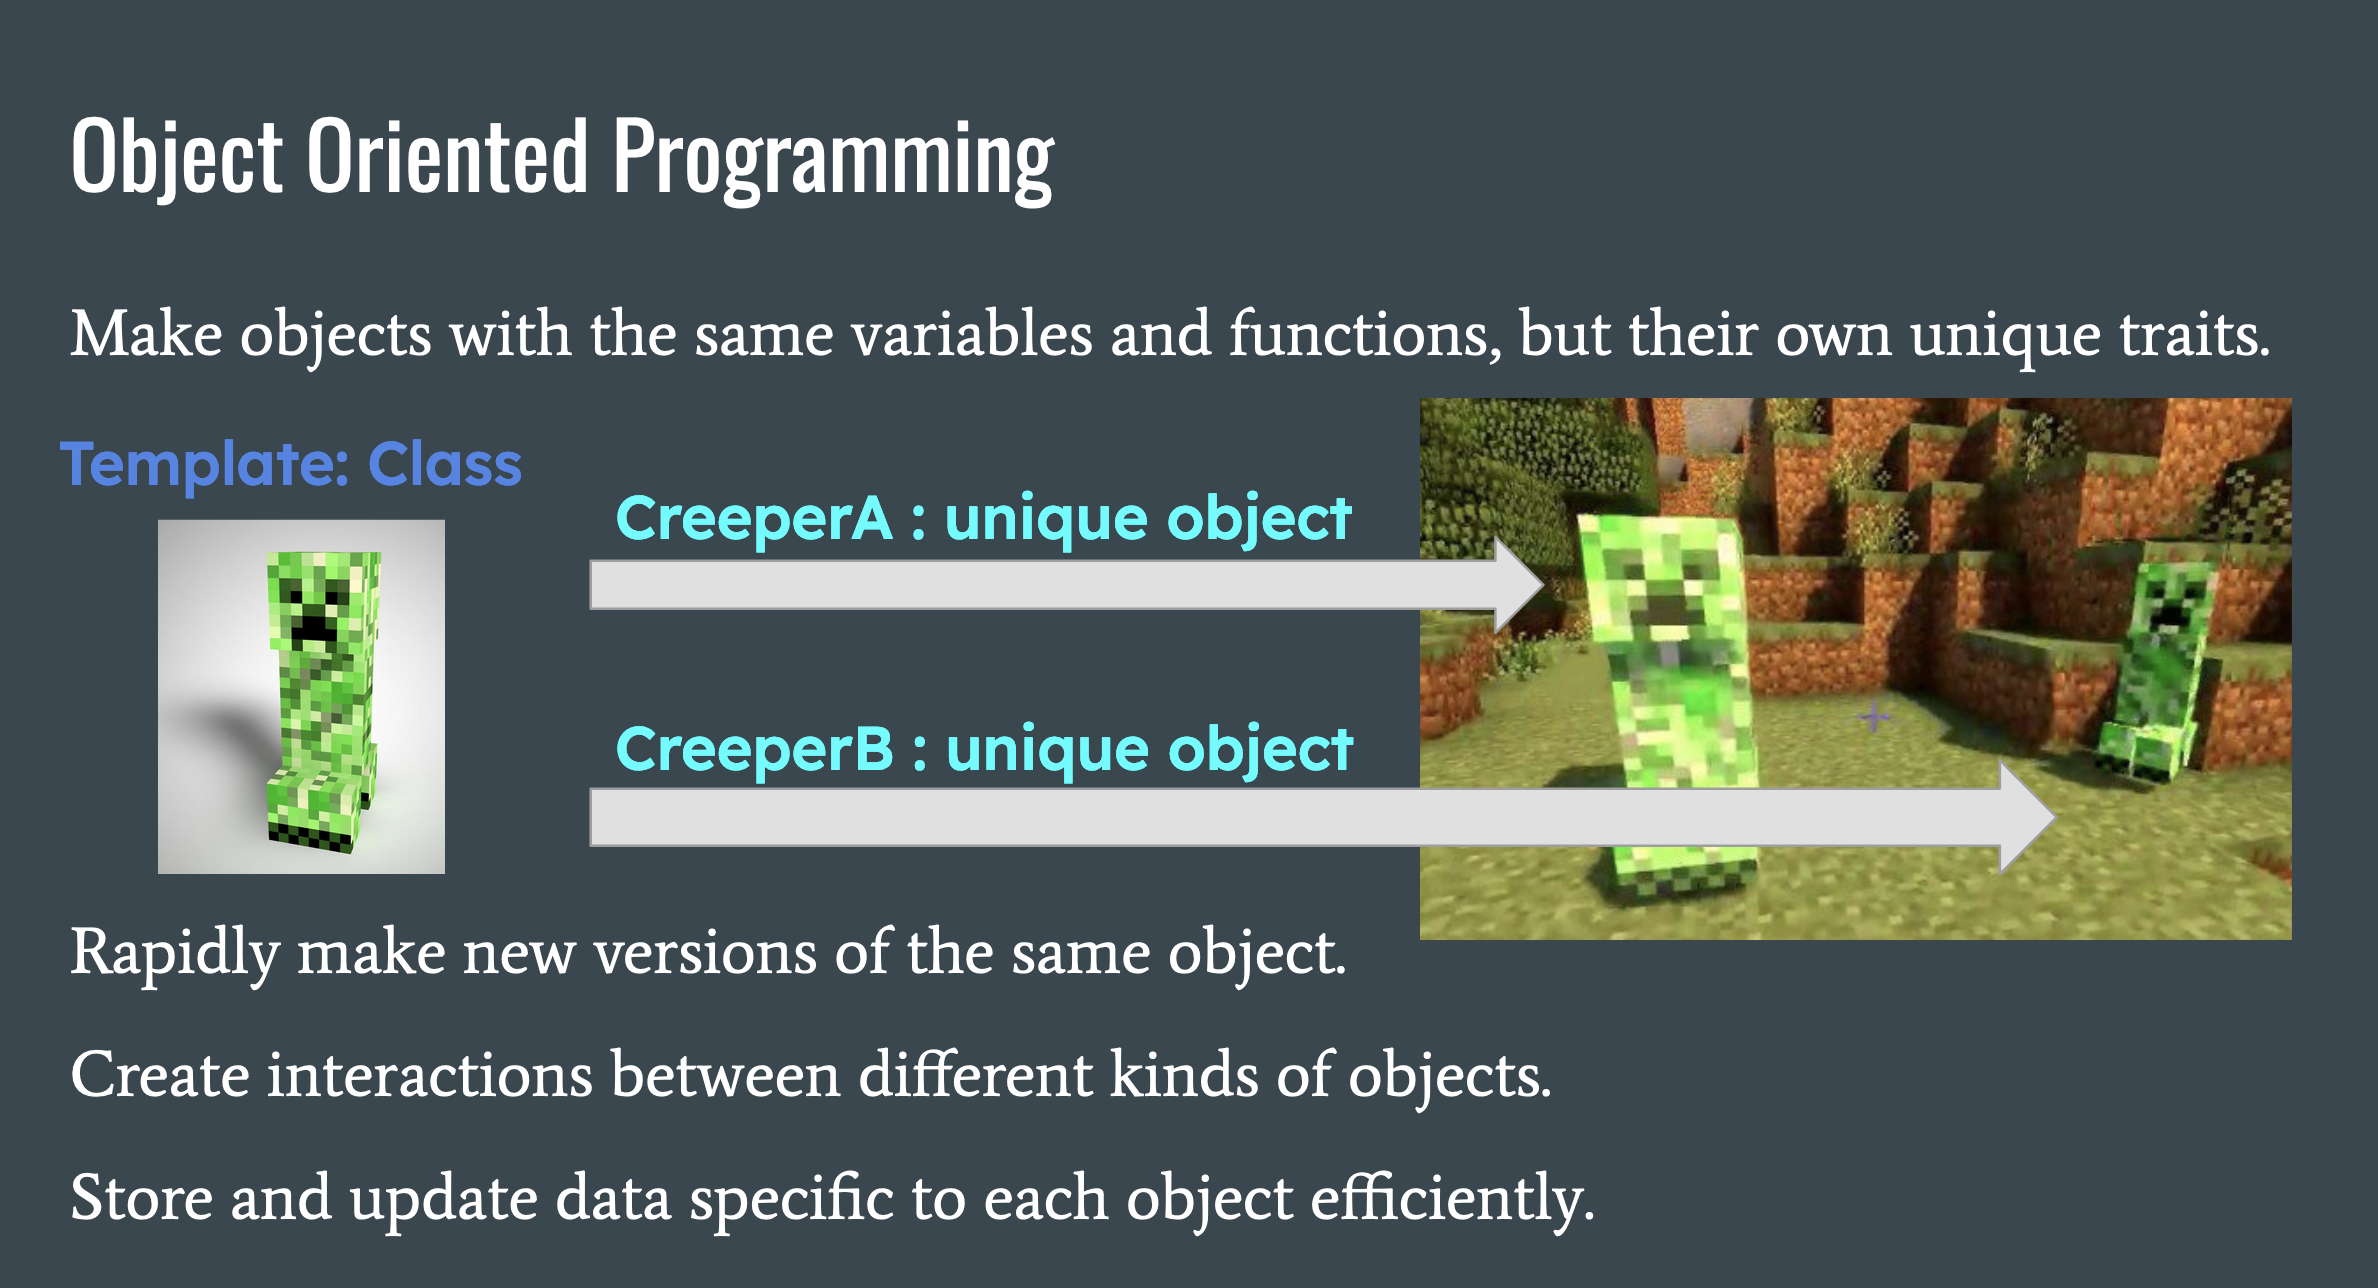 Object Oriented Programming
Make objects with the same variables and functions, but their own unique traits.
Template: Class
CreeperA : unique object
CreeperB : unique object
Rapidly make new versions of the same object.
Create interactions between different kinds of objects.
Store and update data specific to each object efficiently.